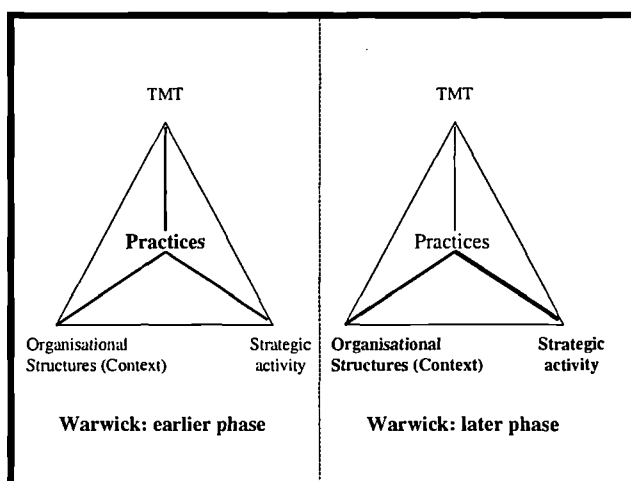 TMT
Practices
Organisational
Structures (Context)
Strategic
activity
Warwick: earlier phase
TMT
Practices
Organisational
Structures (Context)
Strategic
activity
Warwick: later phase